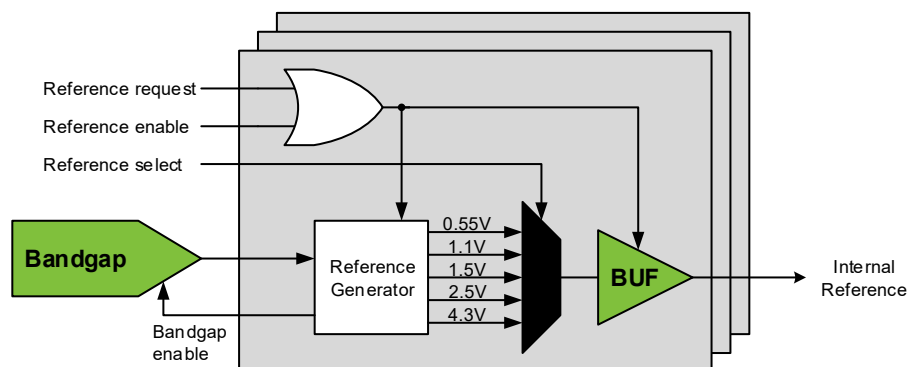 Reference request
Reference enable
Reference select
Bandgap
Bandgap
enable
Reference
Generator
0.55V
1.1V
1.5V
2.5V
4.3V
BUF
Internal
Reference